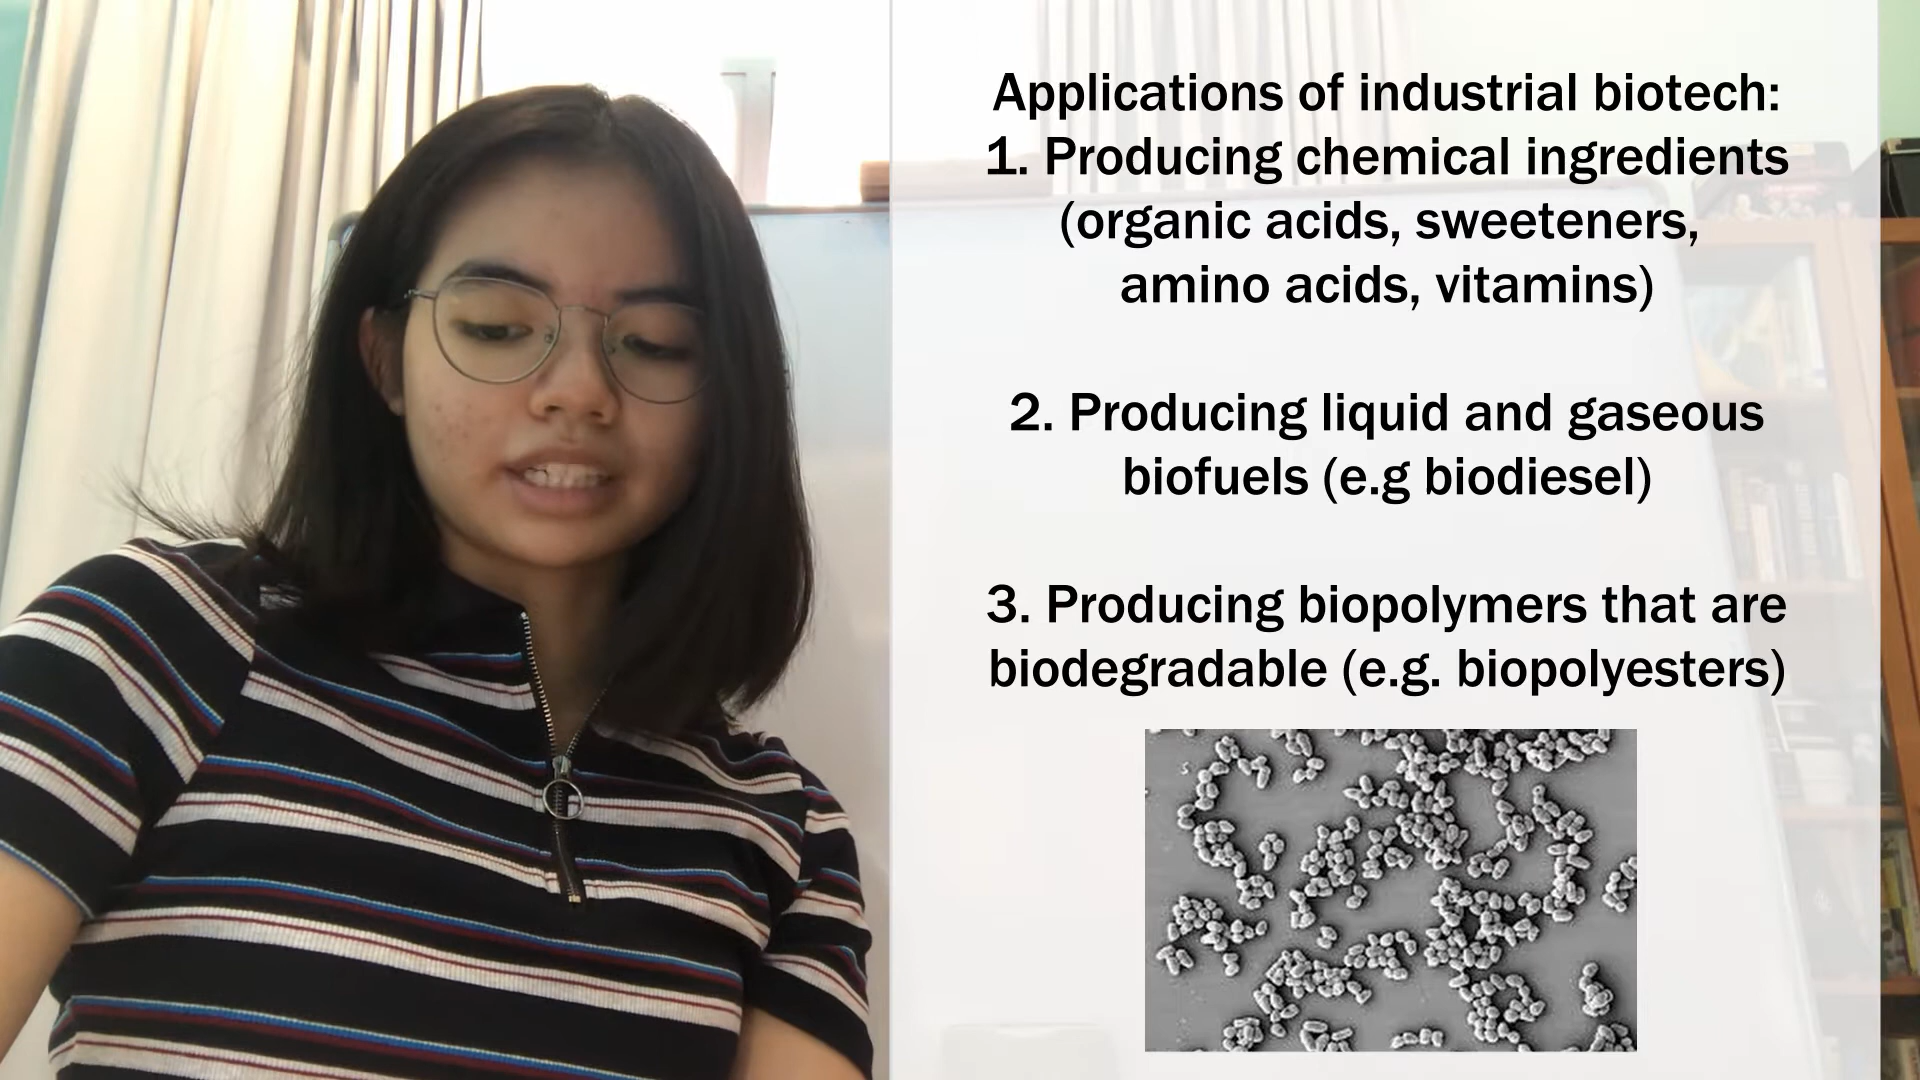 Applications of industrial biotech:
1. Producing chemical ingredients
(organic acids, sweeteners,
amino acids, vitamins)
2. Producing liquid and gaseous
biofuels (e.g biodiesel)
3. Producing biopolymers that are
biodegradable (e.g. biopolyesters)